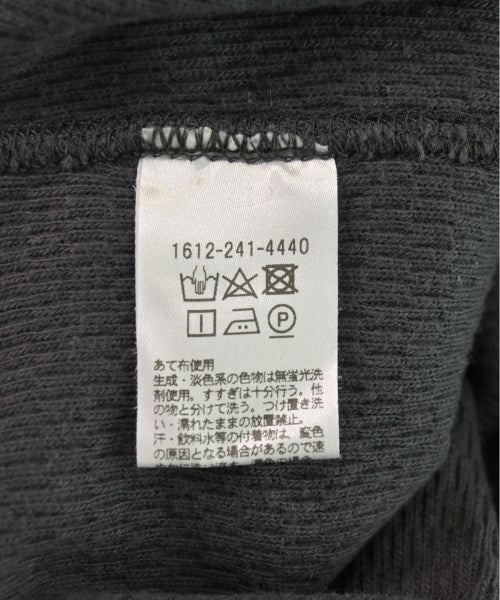 1612-241-4440
あて布使用
生成・淡色系の色物は無蛍光洗
剤使用。すすぎは十分行う。他
の物と分けて洗う。つけ置き洗
い・濡れたままの放置禁止。
汗・飲料水等の付着物は、変色
の原因となる場合があるので速